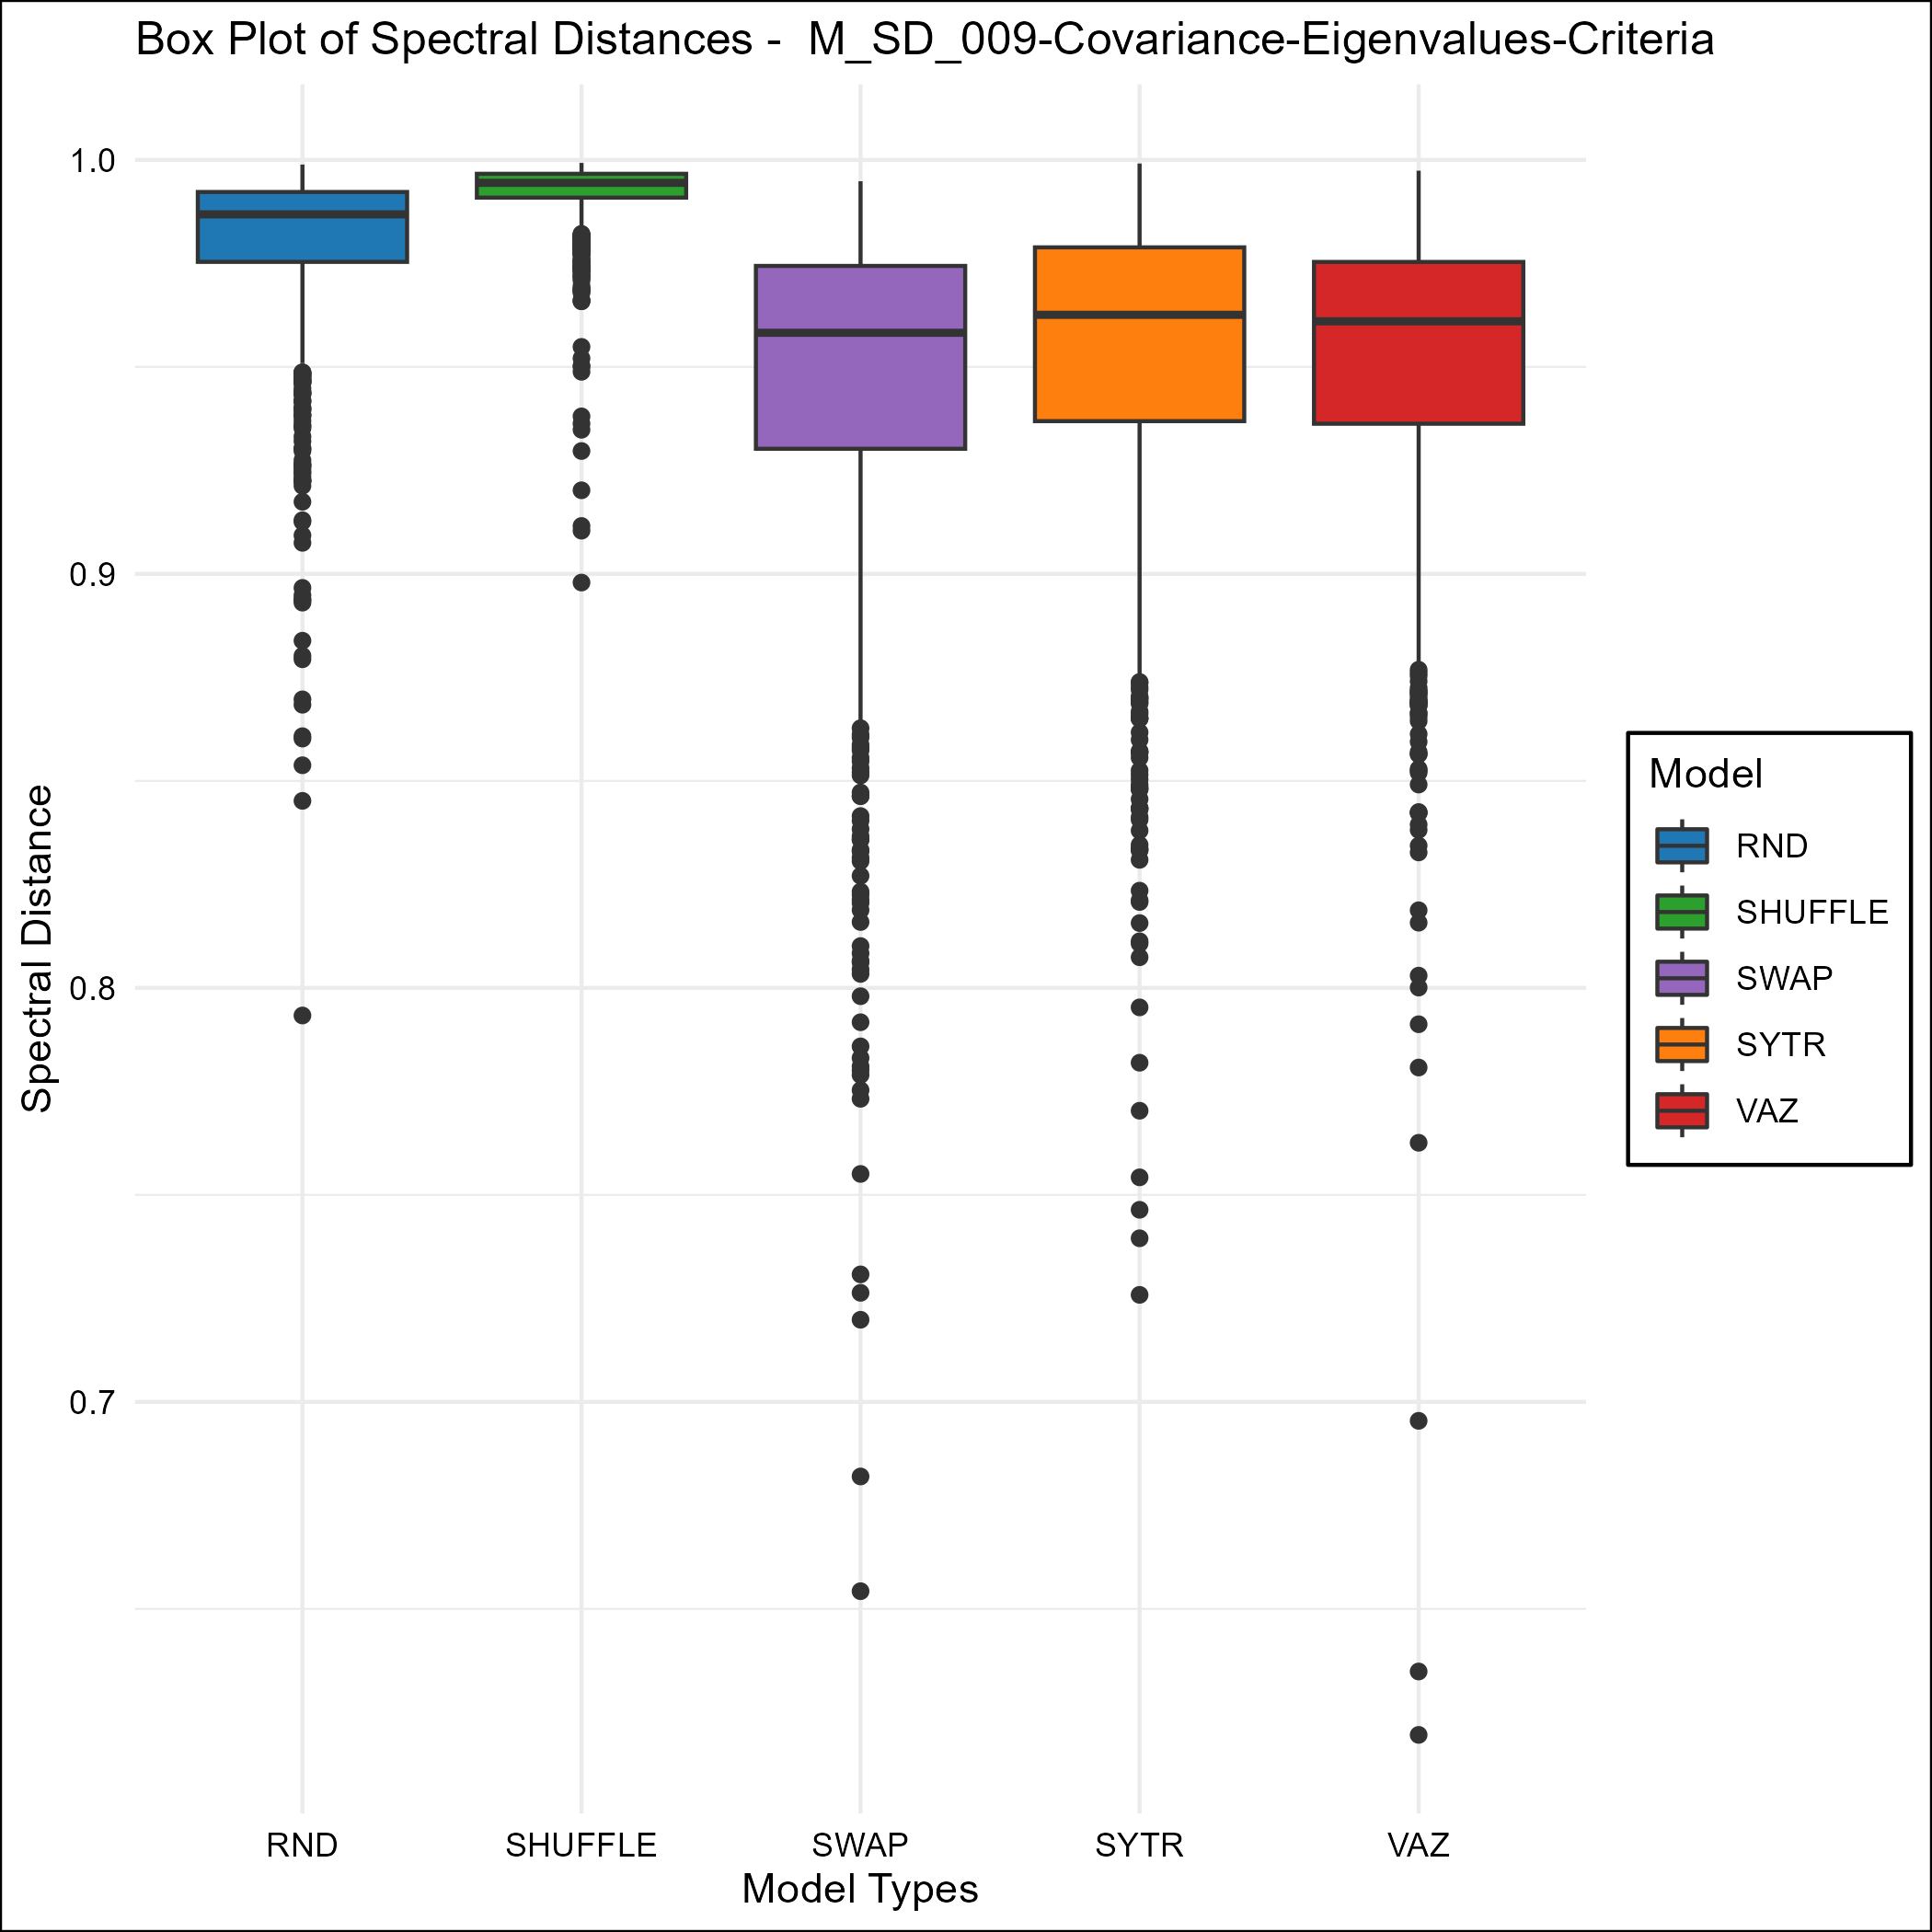 Box Plot of Spectral Distances -  M_SD_009-Covariance-Eigenvalues-Criteria
1.0
0.9
0.8
0.7
Spectral Distance
RND
SHUFFLE
SWAP
SYTR
VAZ
Model Types
Model
RND
SHUFFLE
SWAP
SYTR
VAZ